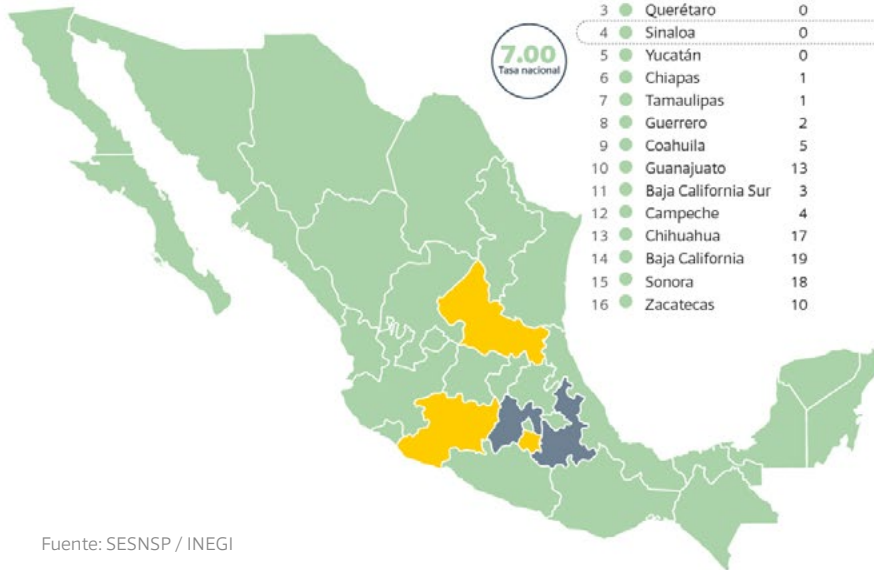 3 Querétaro 0
4 Sinaloa 0
5 Yucatán 0
6 Chiapas 1
7 Tamaulipas 1
8 Guerrero 2
9 Coahuila 5
10 Guanajuato 13
11 Baja California Sur 3
12 Campeche 4
13 Chihuahua 17
14 Baja California 19
15 Sonora 18
16 Zacatecas 10
7.00
Tasa nacional
Fuente: SESNSP / INEGI